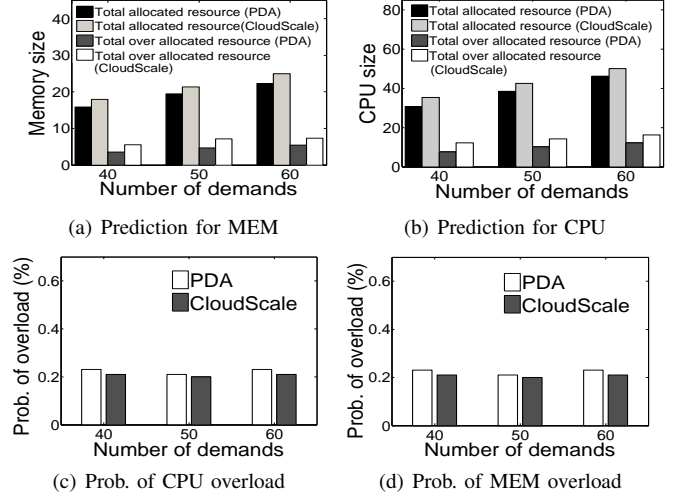 40
20
0
Memory size
Total allocated resource (PDA)
Total allocated resource(CloudScale)
Total over allocated resource (PDA)
Total over allocated resource
(CloudScale)
40 50 60
Number of demands
(a) Prediction for MEM
80
60
40
20
0
CPU size
Total allocated resource (PDA)
Total allocated resource (CloudScale)
Total over allocated resource (PDA)
Total over allocated resource
(CloudScale)
40 50 60
Number of demands
(b) Prediction for CPU
0.6
0.4
0.2
0
Prob. of overload (%)
PDA
CloudScale
40 50 60
Number of demands
(c) Prob. of CPU overload
0.6
0.4
0.2
0
Prob. of overload (%)
PDA
CloudScale
40 50 60
Number of demands
(d) Prob. of MEM overload